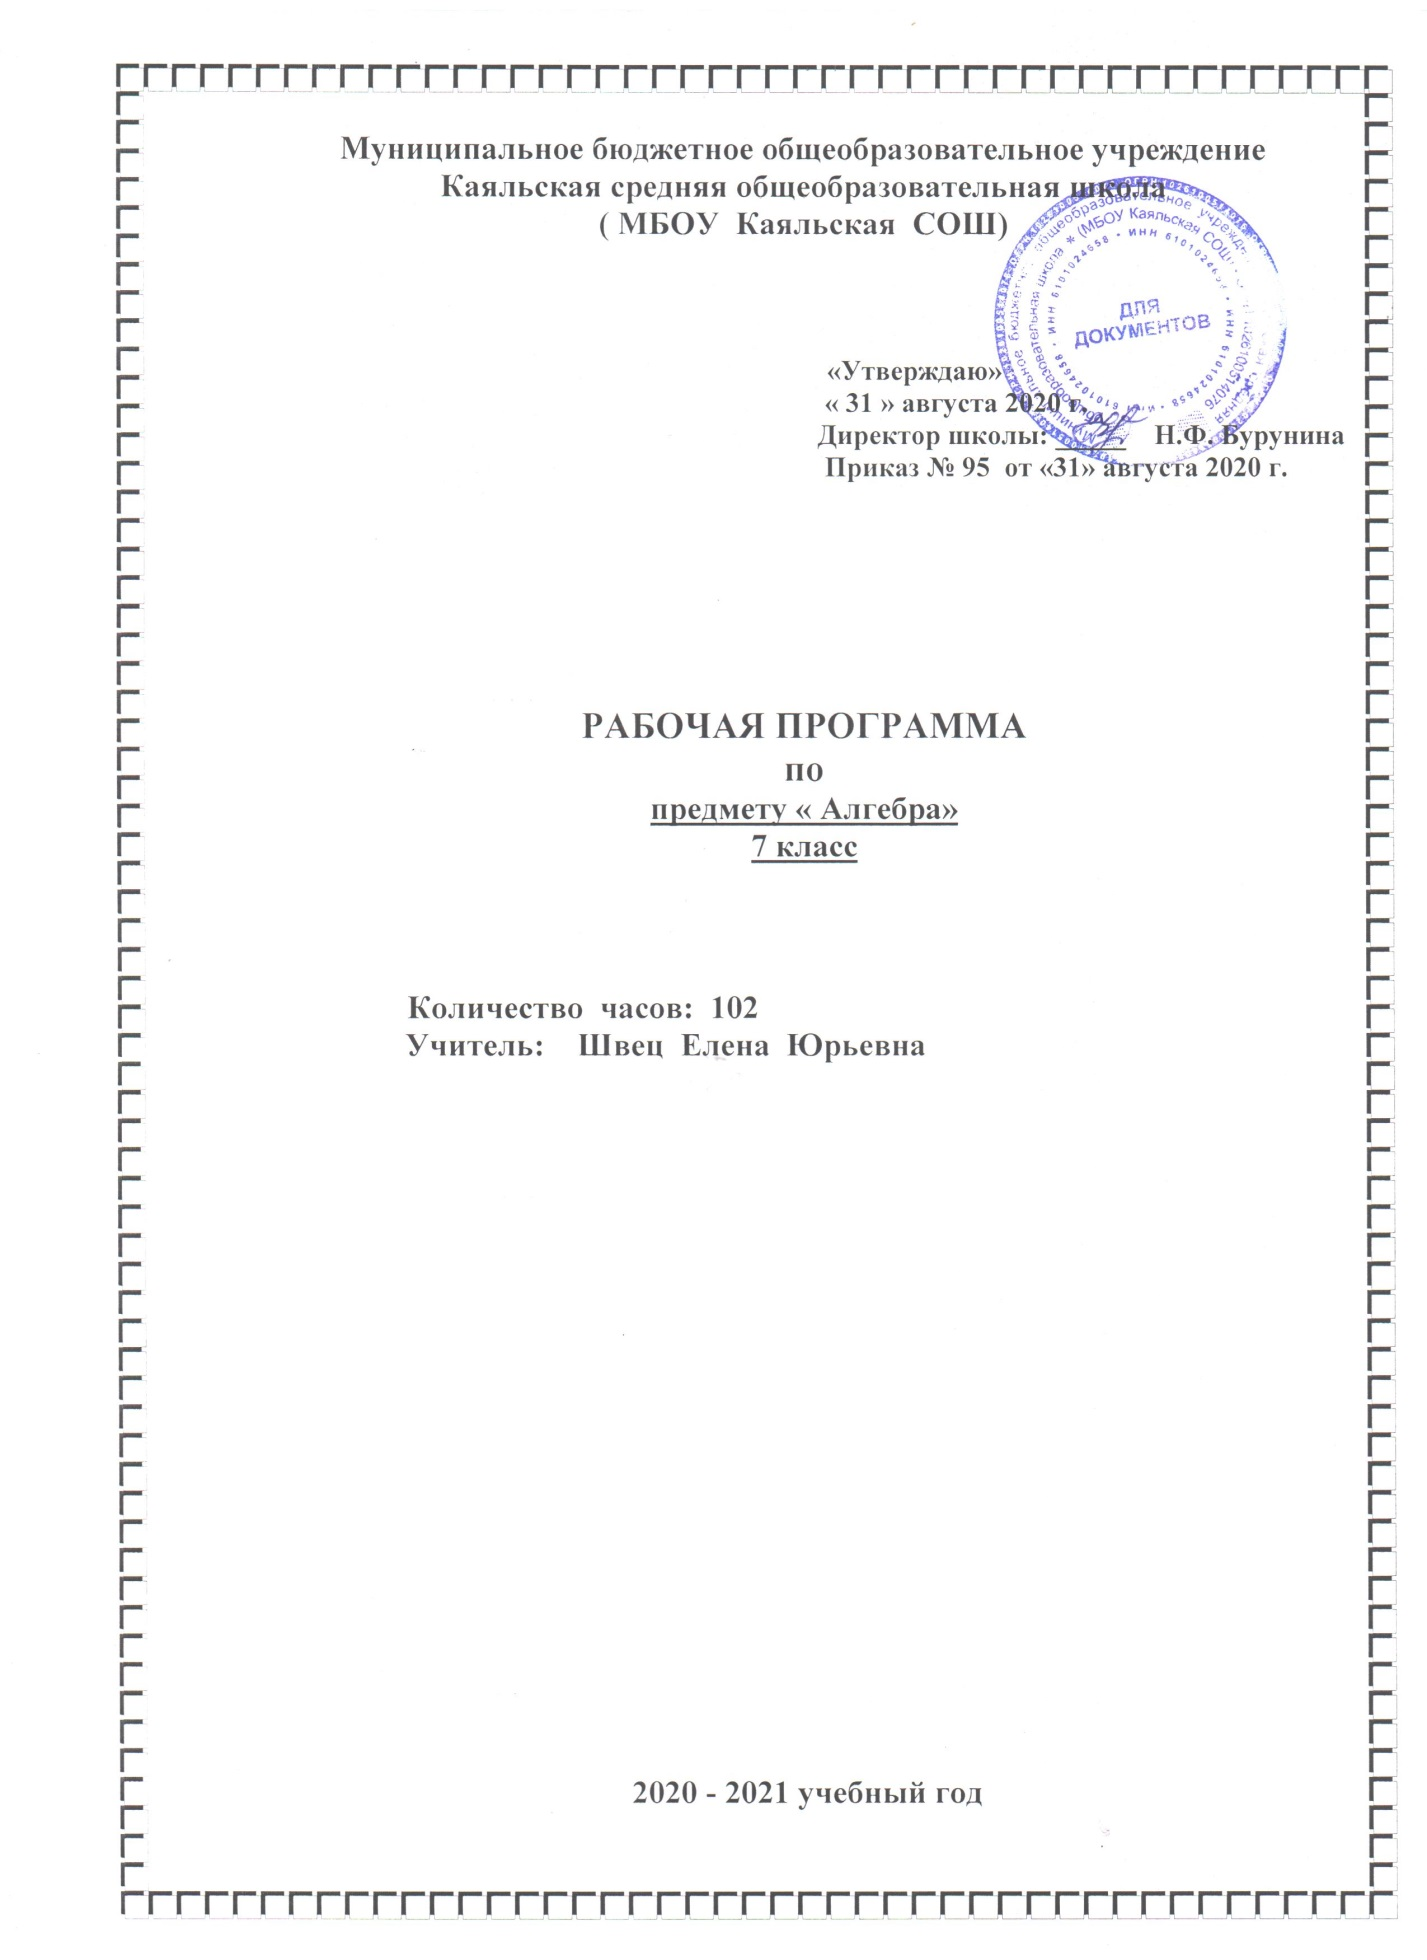 Муниципальное бюджетное общеобразовательное учреждение
Каяльская средняя общеобразовательная школа
( МБОУ Каяльская СОШ)
ДЛЯ
ДОКУМЕНТОВ
«Утверждаю»
« 31 » августа 2020 г.
Директор школы: Н.Ф. Бурунина
Приказ № 95 от «31» августа 2020 г.
РАБОЧАЯ ПРОГРАММА
по
предмету « Алгебра»
7 класс
Количество часов: 102
Учитель: Швец Елена Юрьевна
2020 - 2021 учебный год